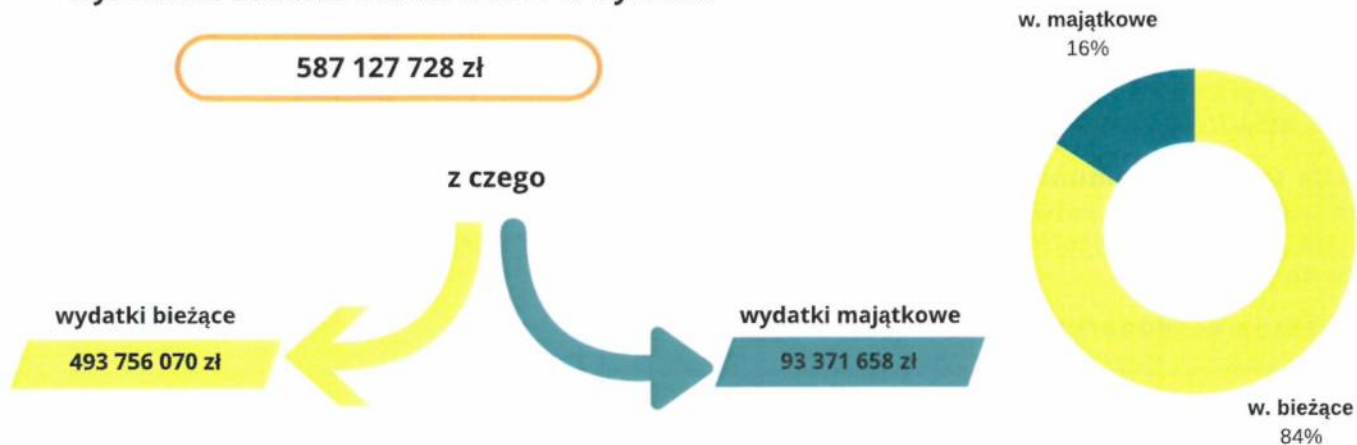 587 127 728 zł
z czego
wydatki bieżące
493 756 070 zł
wydatki majątkowe
93 371 658 zł
w. majątkowe
16%
w. bieżące
84%